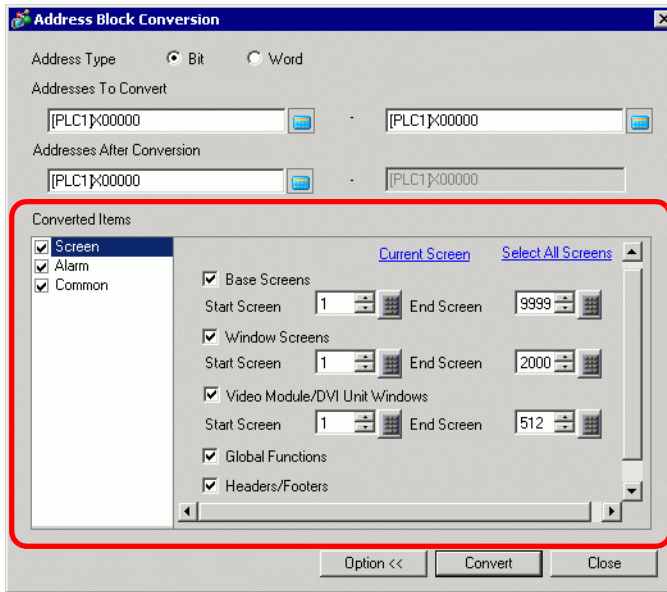 Address Block Conversion
Address Type Bit Word
Addresses To Convert
[PLC1]X00000 - [PLC1]X00000
Addresses After Conversion
[PLC1]X00000 - [PLC1]X00000
Converted Items
Screen
Alarm
Common
Current Screen Select All Screens
Base Screens
Start Screen 1 End Screen 9999
Window Screens
Start Screen 1 End Screen 2000
Video Module/DVI Unit Windows
Start Screen 1 End Screen 512
Global Functions
Headers/Footers
Option << Convert Close